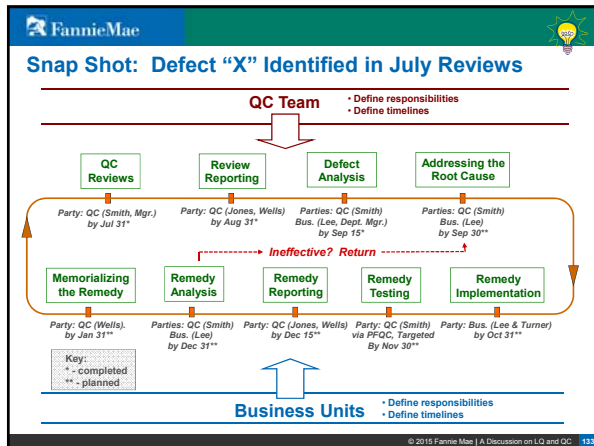 FannieMae
Snap Shot: Defect “X” Identified in July Reviews
QC Team
• Define responsibilities
• Define timelines
QC
Reviews
Review
Reporting
Defect
Analysis
Addressing the
Root Cause
Party: QC (Smith, Mgr.)
by Jul 31*
Party: QC (Jones, Wells)
by Aug 31*
Parties: QC (Smith)
Bus. (Lee, Dept. Mgr.)
by Sep 15*
Parties: QC (Smith)
Bus. (Lee)
by Sep 30**
Ineffective? Return
Memorializing
the Remedy
Remedy
Analysis
Remedy
Reporting
Remedy
Testing
Remedy
Implementation
Party: QC (Wells).
by Jan 31**
Parties: QC (Smith)
Bus. (Lee)
by Dec 31**
Party: QC (Jones, Wells)
by Dec 15**
Party: QC (Smith)
via PFQC, Targeted
By Nov 30**
Party: Bus. (Lee & Turner)
by Oct 31**
Key:
* - completed
** - planned
Business Units
• Define responsibilities
• Define timelines
© 2015 Fannie Mae | A Discussion on LQ and QC 133